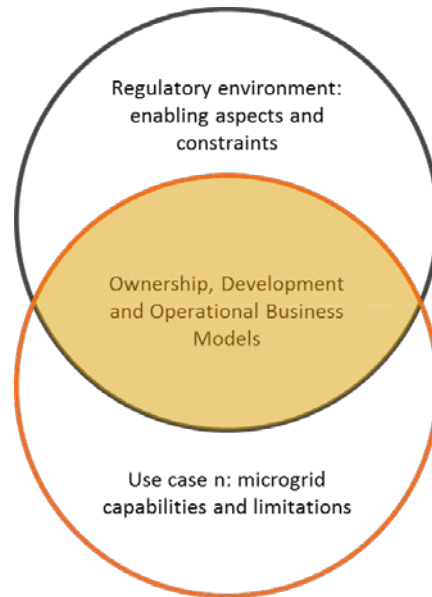 Regulatory environment:
enabling aspects and
constraints
Ownership, Development
and Operational Business
Models
Use case n: microgrid
capabilities and limitations